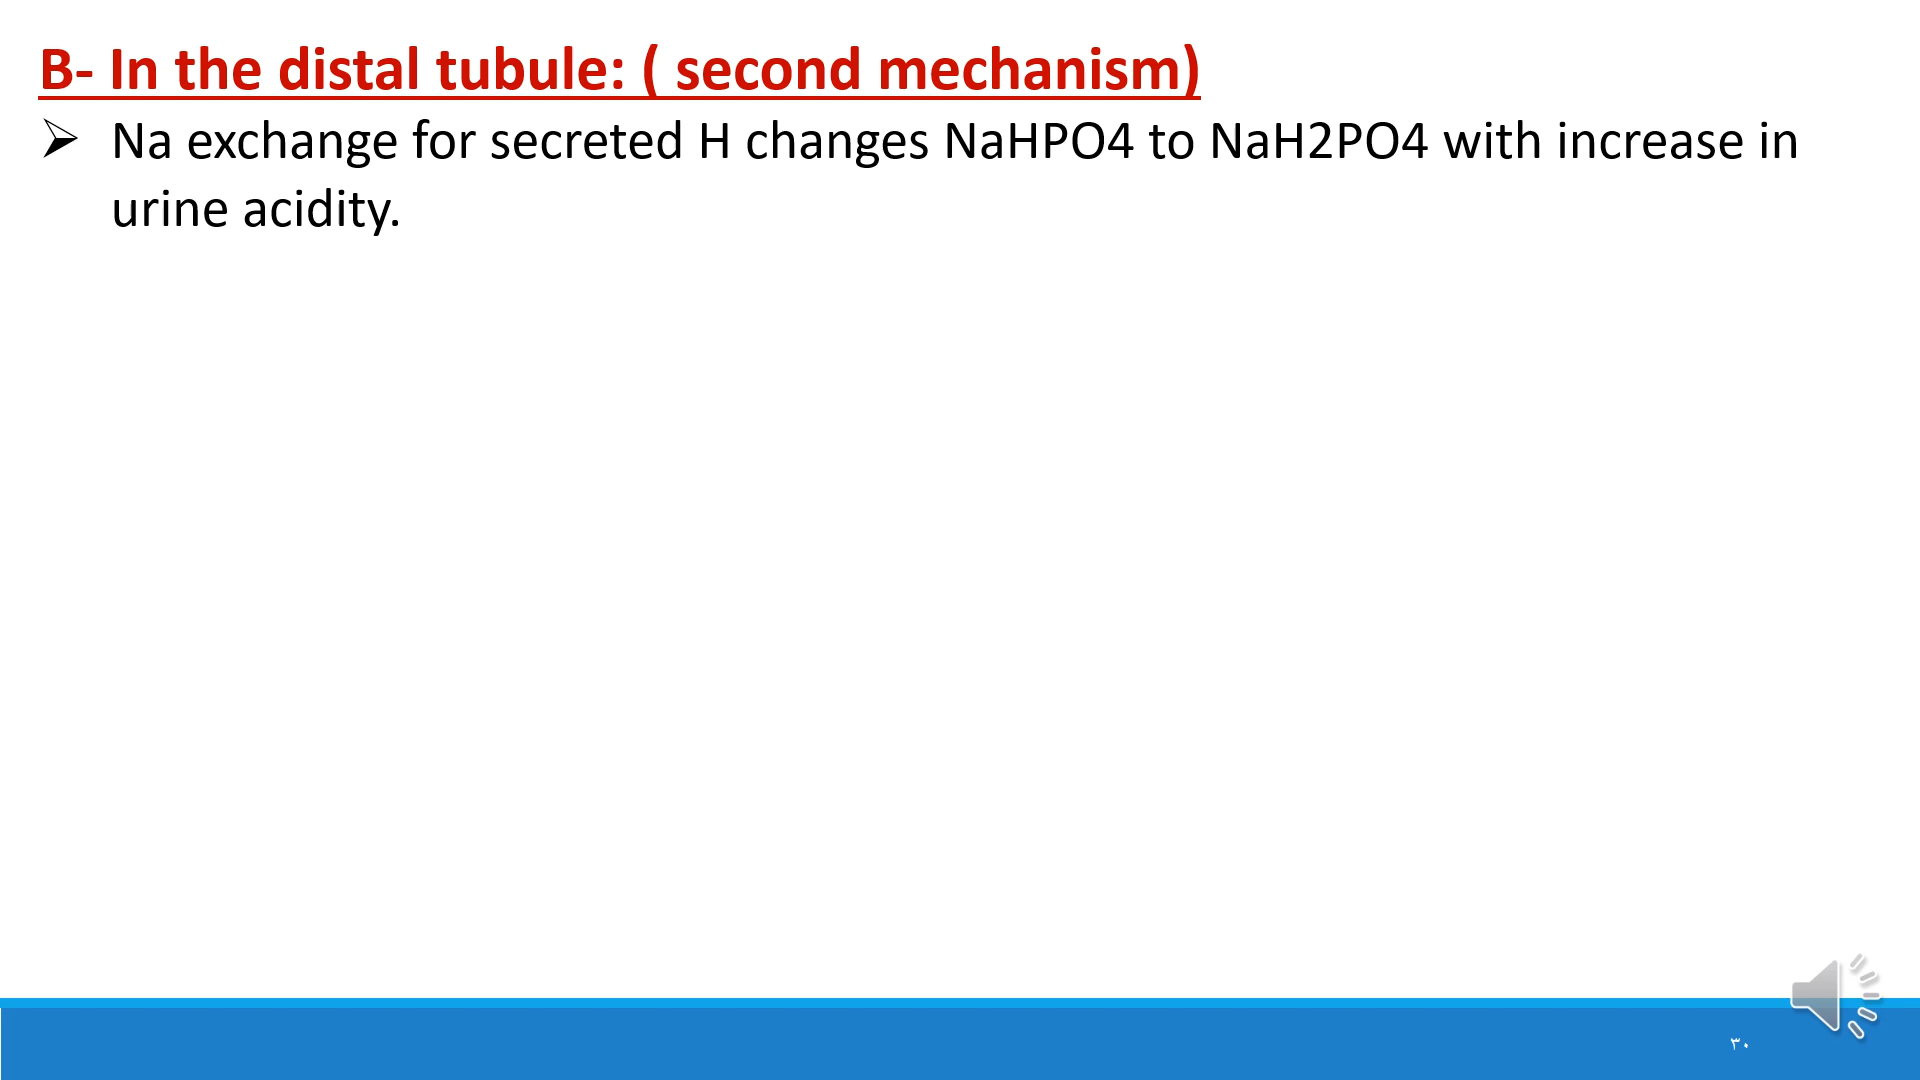 B- In the distal tubule: ( second mechanism)
➢ Na exchange for secreted H changes NaHPO4 to NaH2PO4 with increase in
urine acidity.
٣٠